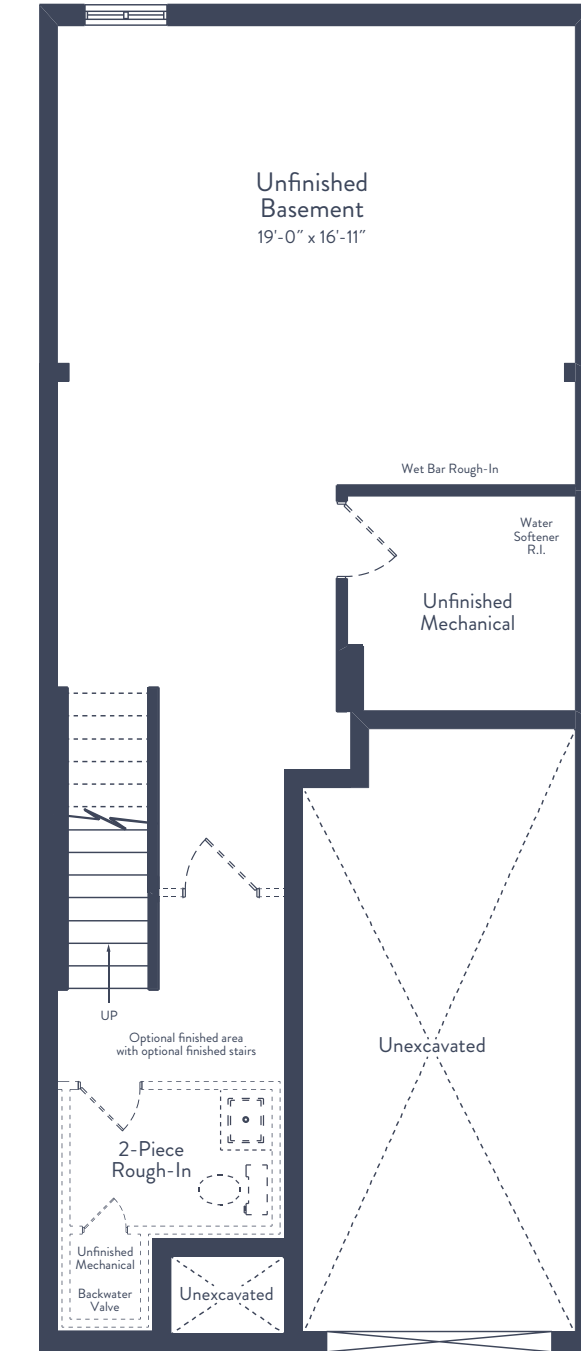 Unfinished
Basement
19'-0″ x 16'-11″
Wet Bar Rough-In
Water
Softener
R.I.
Unfinished
Mechanical
UP
Optional finished area
with optional finished stairs
Unexcavated
2-Piece
Rough-In
Unfinished
Mechanical
Backwater
Valve
Unexcavated